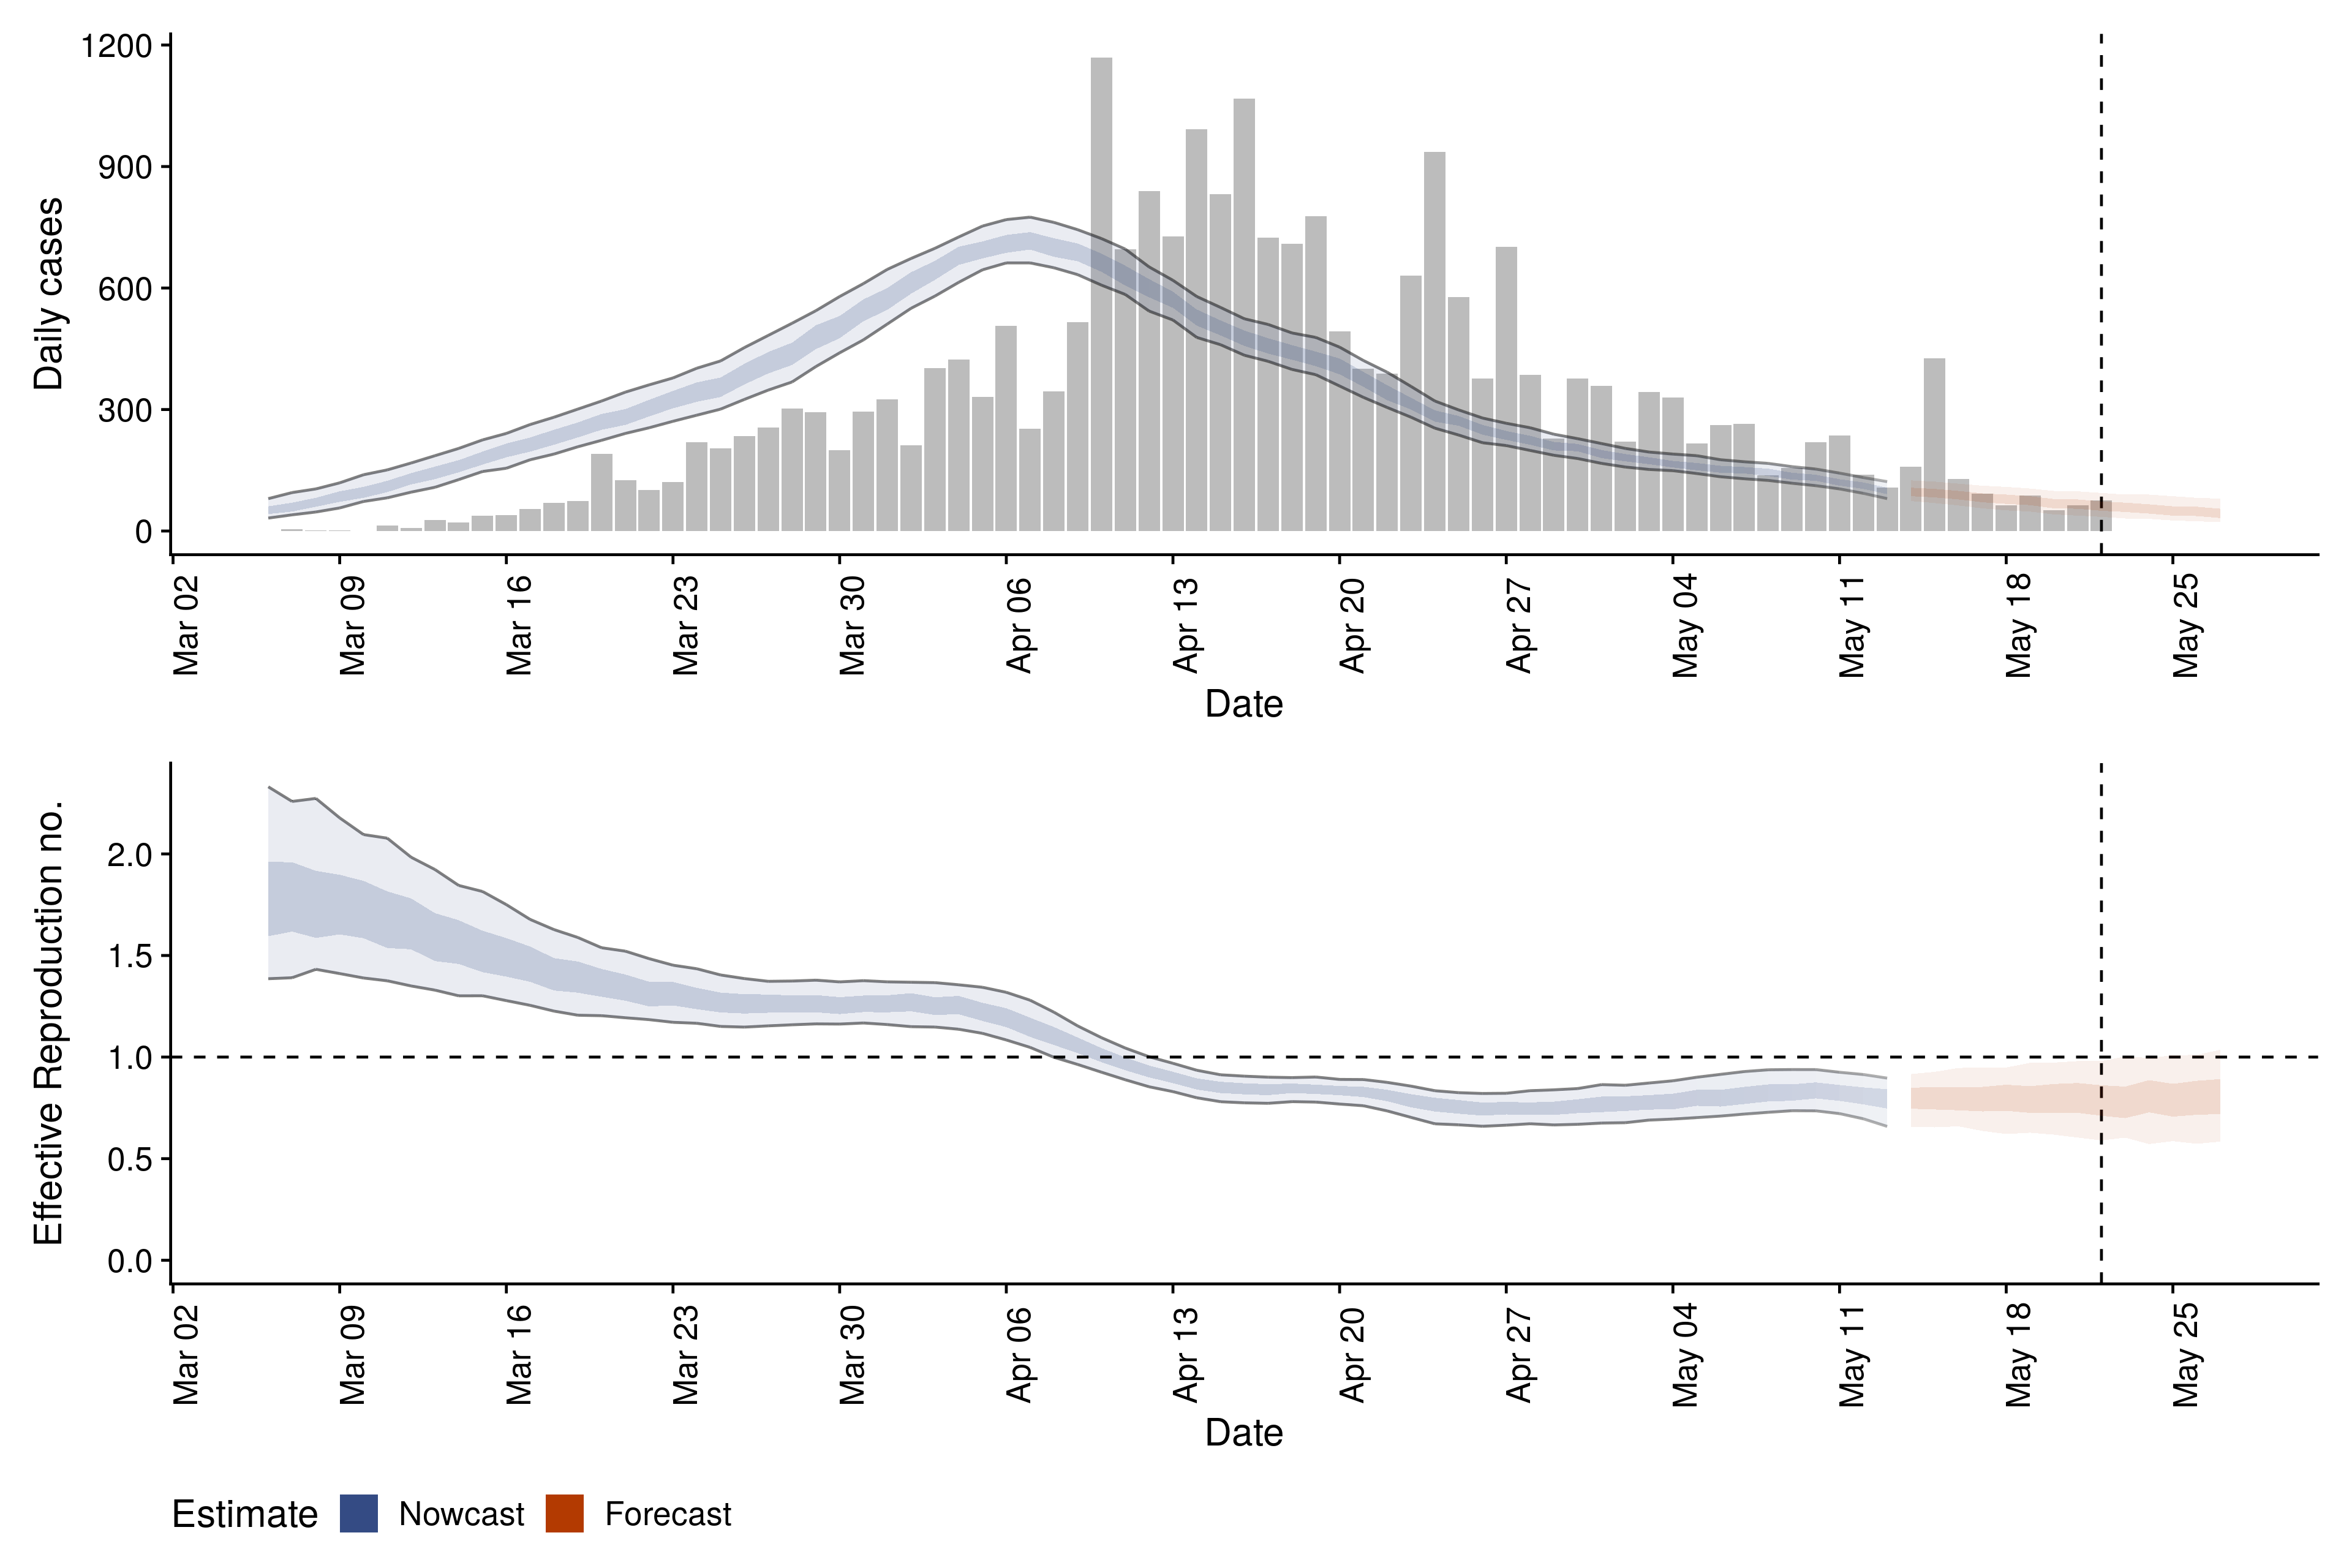 Daily cases
1200
900
600
300
0
Mar 02
Mar 09
Mar 16
Mar 23
Mar 30
Apr 06
Apr 13
Apr 20
Apr 27
May 04
May 11
May 18
May 25
Date
Effective Reproduction no.
2.0
1.5
1.0
0.5
0.0
Mar 02
Mar 09
Mar 16
Mar 23
Mar 30
Apr 06
Apr 13
Apr 20
Apr 27
May 04
May 11
May 18
May 25
Date
Estimate Nowcast Forecast